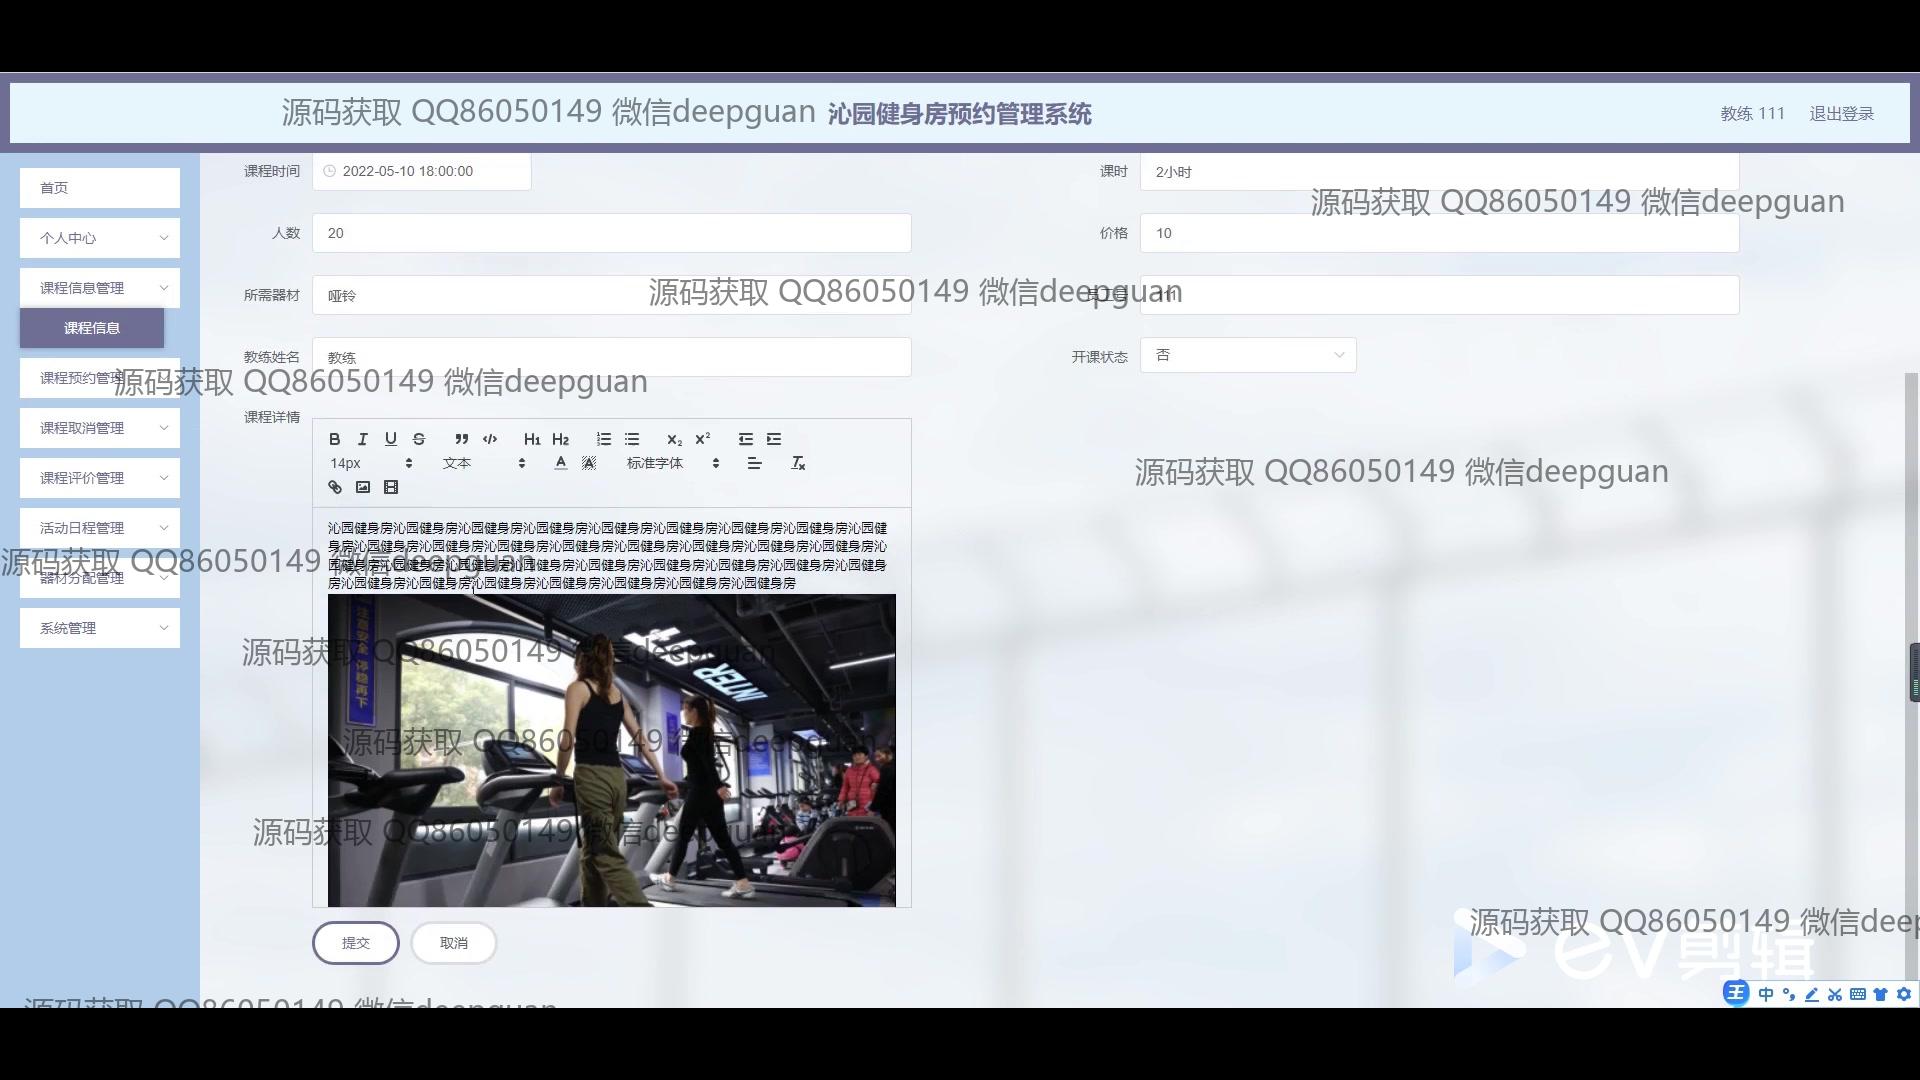 源码获取 QQ86050149 微信deepguan 沁园健身房预约管理系统 教练 111 退出登录
首页
个人中心
课程信息管理
课程信息
课程预约管理
课程取消管理
课程评价管理
活动日程管理
器材分配管理
系统管理
课程时间 2022-05-10 18:00:00 课时 2小时
源码获取 QQ86050149 微信deepguan
人数 20 价格 10
所需器材 哑铃 111
源码获取 QQ86050149 微信deepguan
教练姓名 教练 开课状态 否
源码获取 QQ86050149 微信deepguan
课程详情
B I U S H1 H2 x₂ x²
14px 文本 A A 标准字体
源码获取 QQ86050149 微信deepguan
沁园健身房沁园健身房沁园健身房沁园健身房沁园健身房沁园健身房沁园健身房沁园健身房沁园健
身房沁园健身房沁园健身房沁园健身房沁园健身房沁园健身房沁园健身房沁园健身房沁园健身房沁
园健身房沁园健身房沁园健身房沁园健身房沁园健身房沁园健身房沁园健身房沁园健身房沁园健身
房沁园健身房沁园健身房沁园健身房沁园健身房沁园健身房沁园健身房沁园健身房
源码获取 QQ86050149 微信deepguan
注意安全 停稳再下
INTER
源码获取 QQ86050149 微信deepguan
源码获取 QQ86050149 微信deepguan
源码获取 QQ86050149 微信deepguan
提交 取消
源码获取 QQ86050149 微信deep
EV剪辑
王 中
源码获取 QQ86050149 微信deepguan